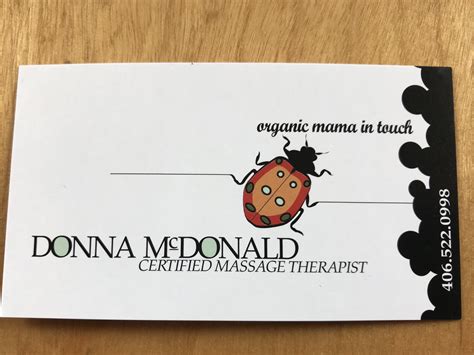 organic mama in touch
DONNA McDONALD
CERTIFIED MASSAGE THERAPIST
406.522.0998